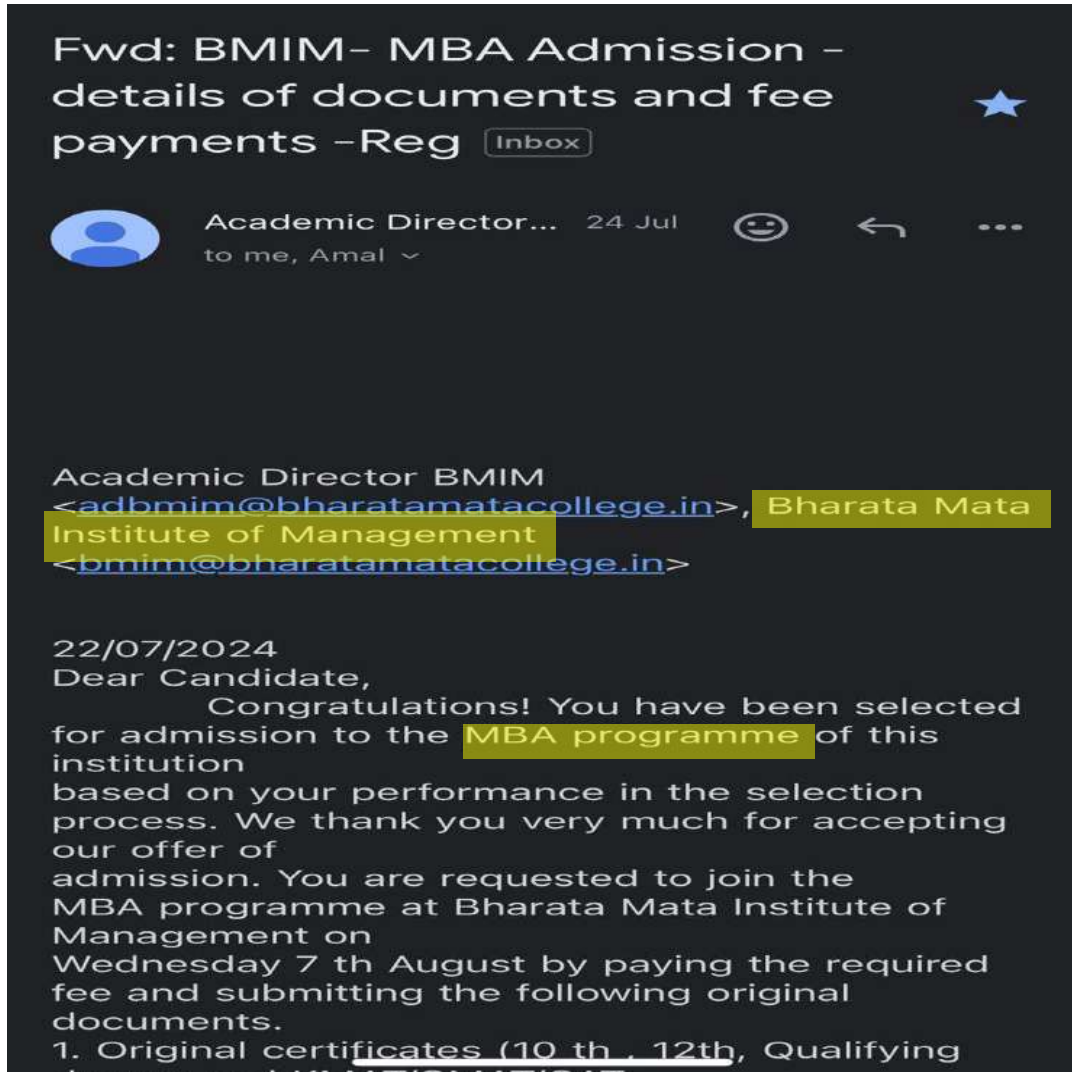 Fwd: BMIM- MBA Admission -
details of documents and fee
payments -Reg Inbox
Academic Director... 24 Jul
to me, Amal
Academic Director BMIM
<adbmim@bharatamatacollege.in>, Bharata Mata
Institute of Management
<bmim@bharatamatacollege.in>
22/07/2024
Dear Candidate,
Congratulations! You have been selected
for admission to the MBA programme of this
institution
based on your performance in the selection
process. We thank you very much for accepting
our offer of
admission. You are requested to join the
MBA programme at Bharata Mata Institute of
Management on
Wednesday 7 th August by paying the required
fee and submitting the following original
documents.
1. Original certificates (10 th , 12th, Qualifying